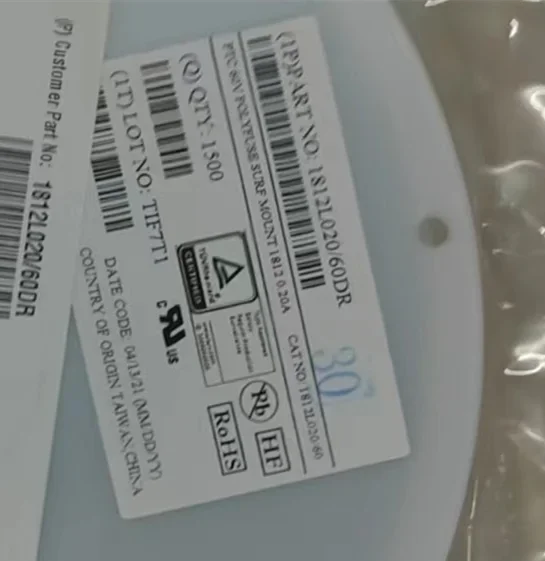 (P) Customer Part No: 1812L020/60DR
(1P)PART NO: 1812L020/60DR
PTC 60V POLYFUSE SURF MOUNT 1812 0.20A CAT NO: 1812L020/60
(Q) QTY: 1500
(1T) LOT NO: TIF7T1
30
CERTIFIED
c RU us
Pb
HF
RoHS
DATE CODE: 04/13/21 (MM/DD/YY)
COUNTRY OF ORIGIN TAIWAN,CHINA